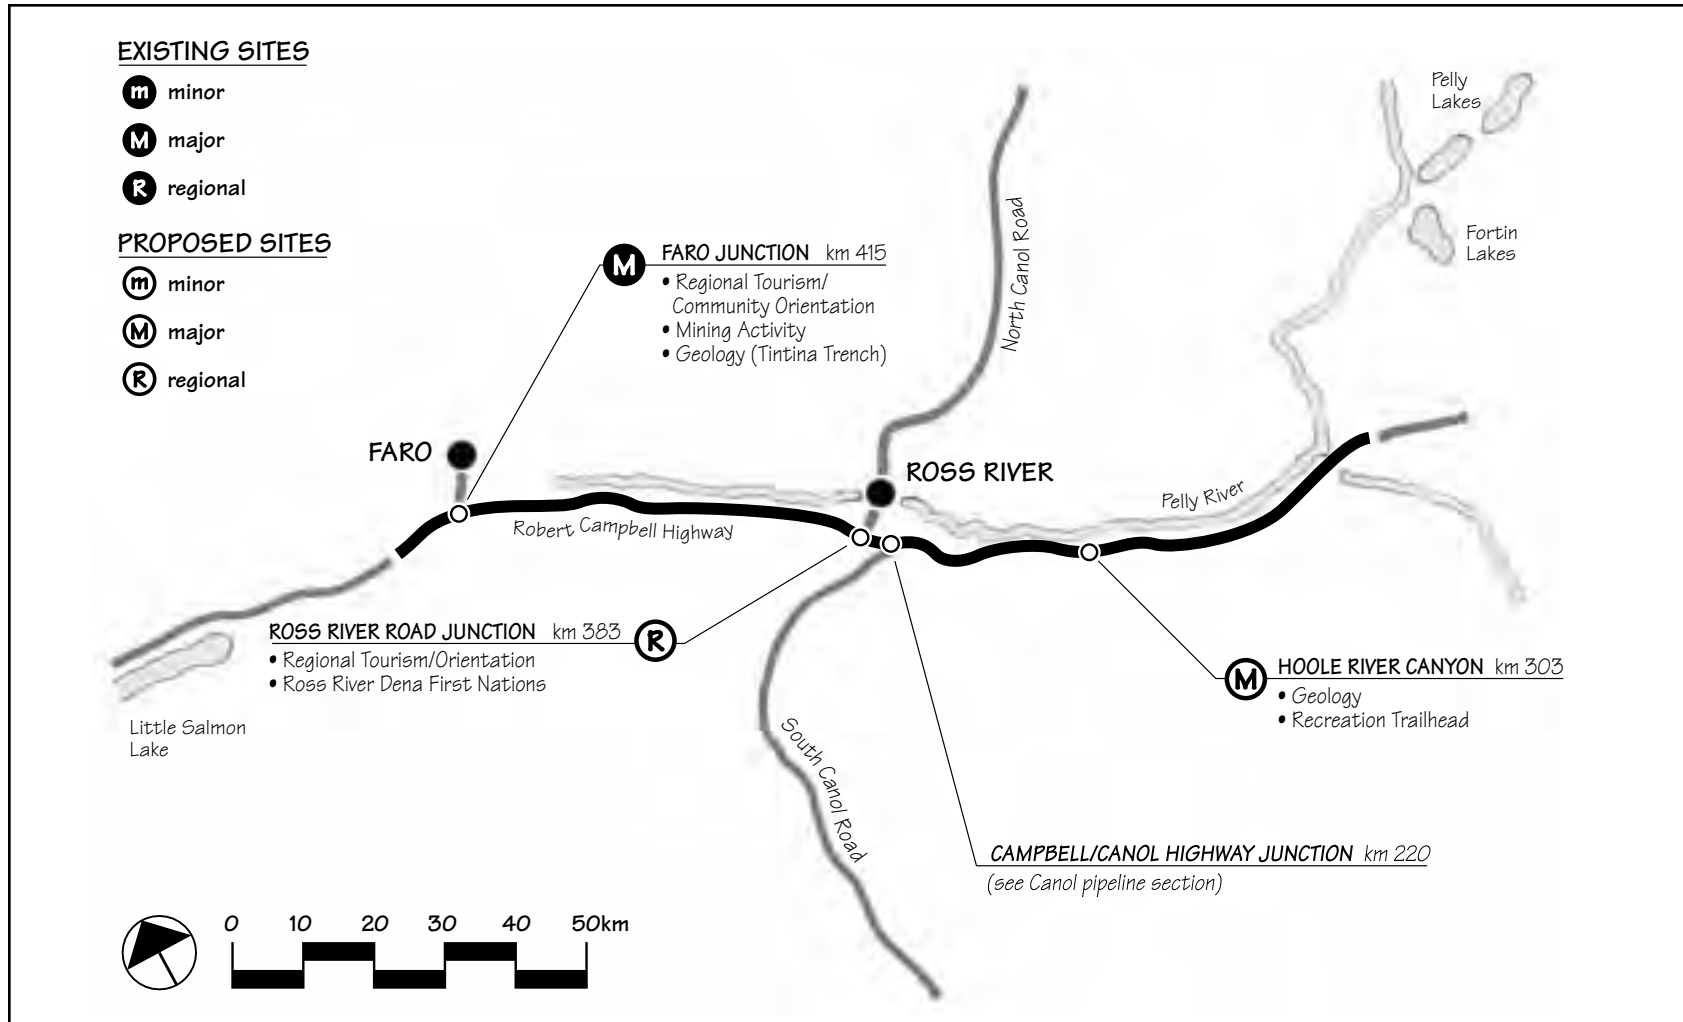 EXISTING SITES
m minor
M major
R regional
PROPOSED SITES
m minor
M major
R regional
Pelly
Lakes
Fortin
Lakes
North Canol Road
M FARO JUNCTION km 415
• Regional Tourism/
Community Orientation
• Mining Activity
• Geology (Tintina Trench)
FARO
ROSS RIVER
Pelly River
Robert Campbell Highway
ROSS RIVER ROAD JUNCTION km 383 R
• Regional Tourism/Orientation
• Ross River Dena First Nations
M HOOLE RIVER CANYON km 303
• Geology
• Recreation Trailhead
Little Salmon
Lake
South Canol Road
CAMPBELL/CANOL HIGHWAY JUNCTION km 220
(see Canol pipeline section)
0 10 20 30 40 50km